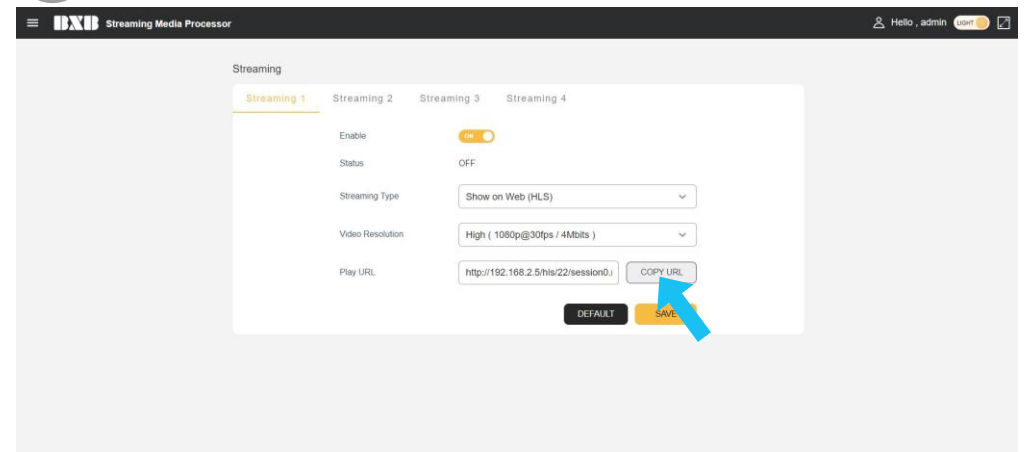 BXB Streaming Media Processor Hello , admin LIGHT
Streaming
Streaming 1 Streaming 2 Streaming 3 Streaming 4
Enable ON
Status OFF
Streaming Type Show on Web (HLS)
Video Resolution High ( 1080p@30fps / 4Mbits )
Play URL http://192.168.2.5/hls/22/session0. COPY URL
DEFAULT SAVE